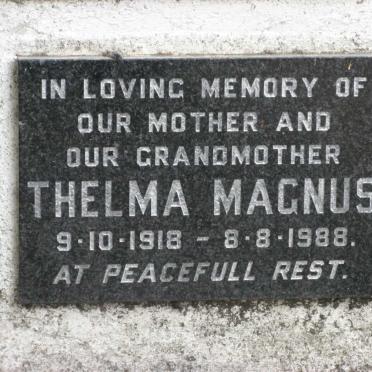 IN LOVING MEMORY OF
OUR MOTHER AND
OUR GRANDMOTHER
THELMA MAGNUS
9·10·1918 - 8·8·1988.
AT PEACEFULL REST.